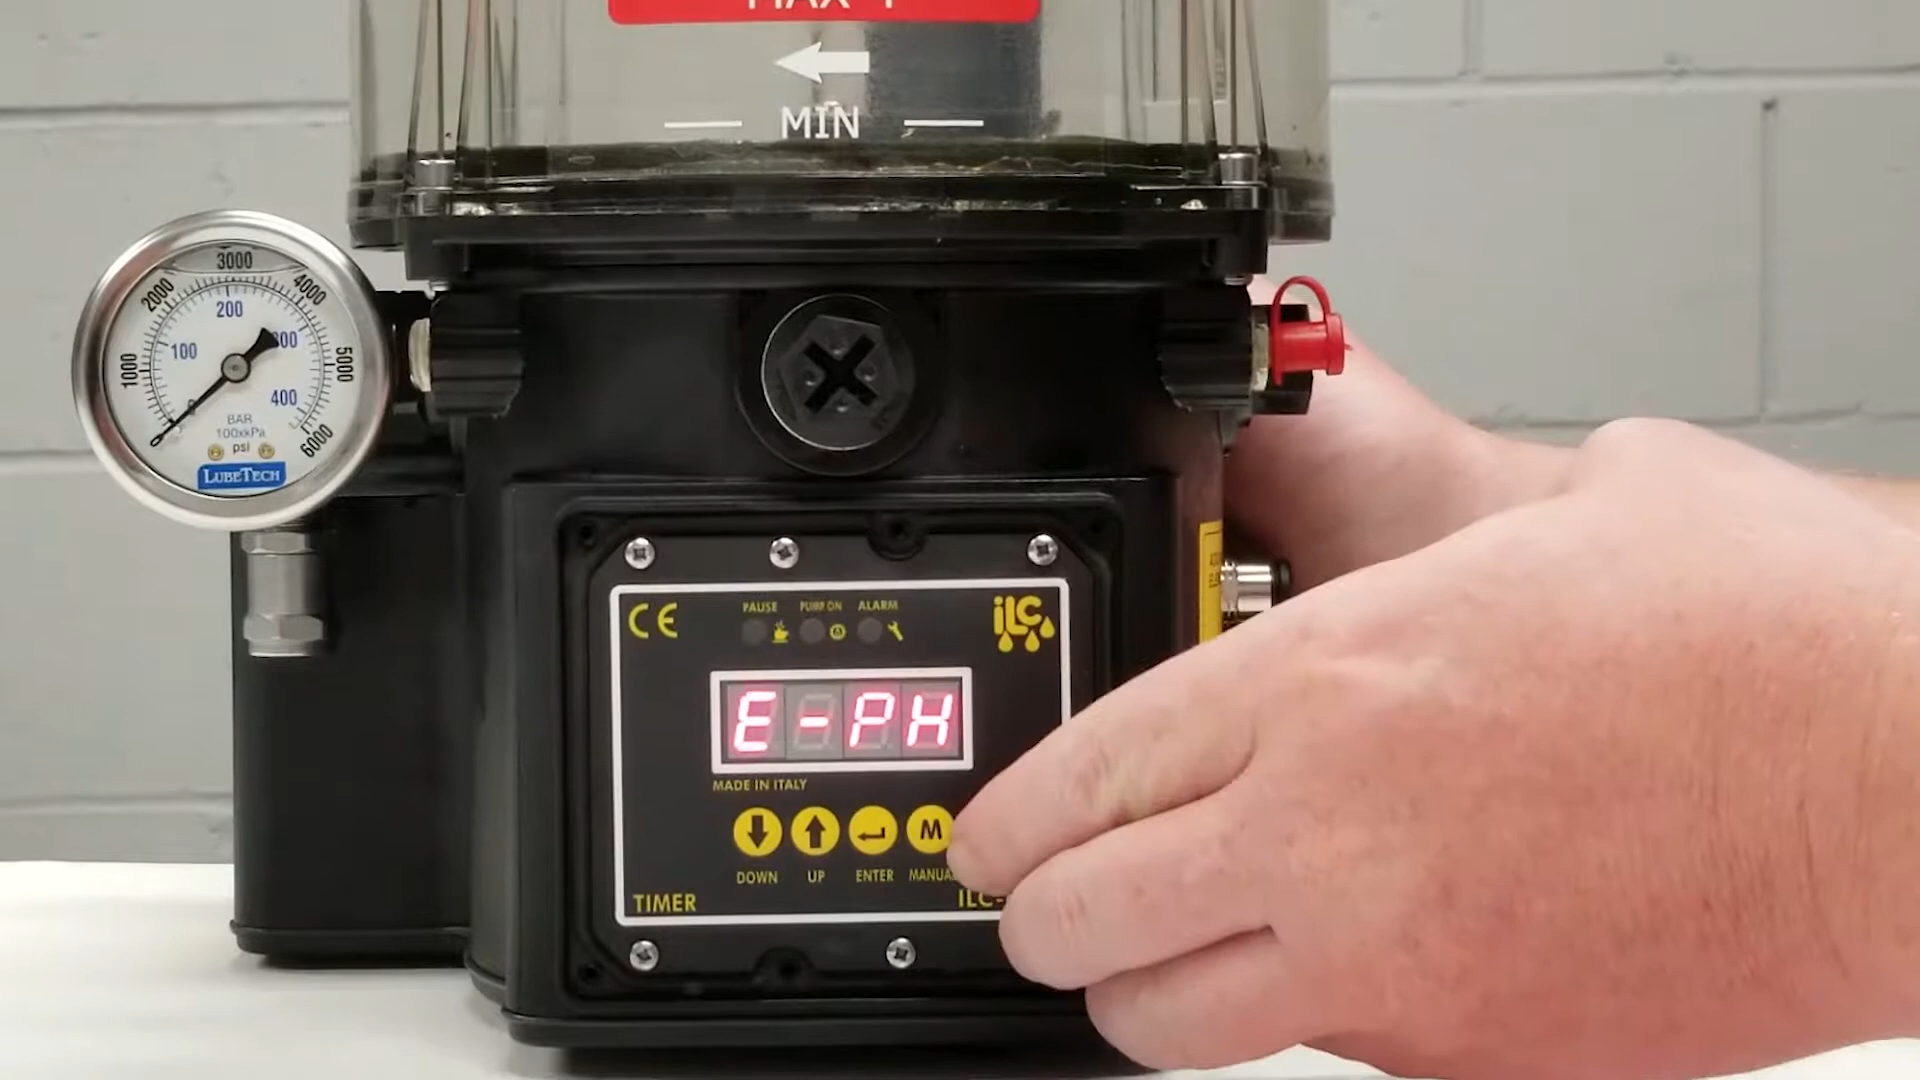 MIN
3000
2000
4000
200
100
300
1000
5000
0
400
BAR
100xkPa
psi
6000
LUBETECH
CE
PAUSE
PUMP ON
ALARM
ILC
E-PH
MADE IN ITALY
M
DOWN
UP
ENTER
TIMER